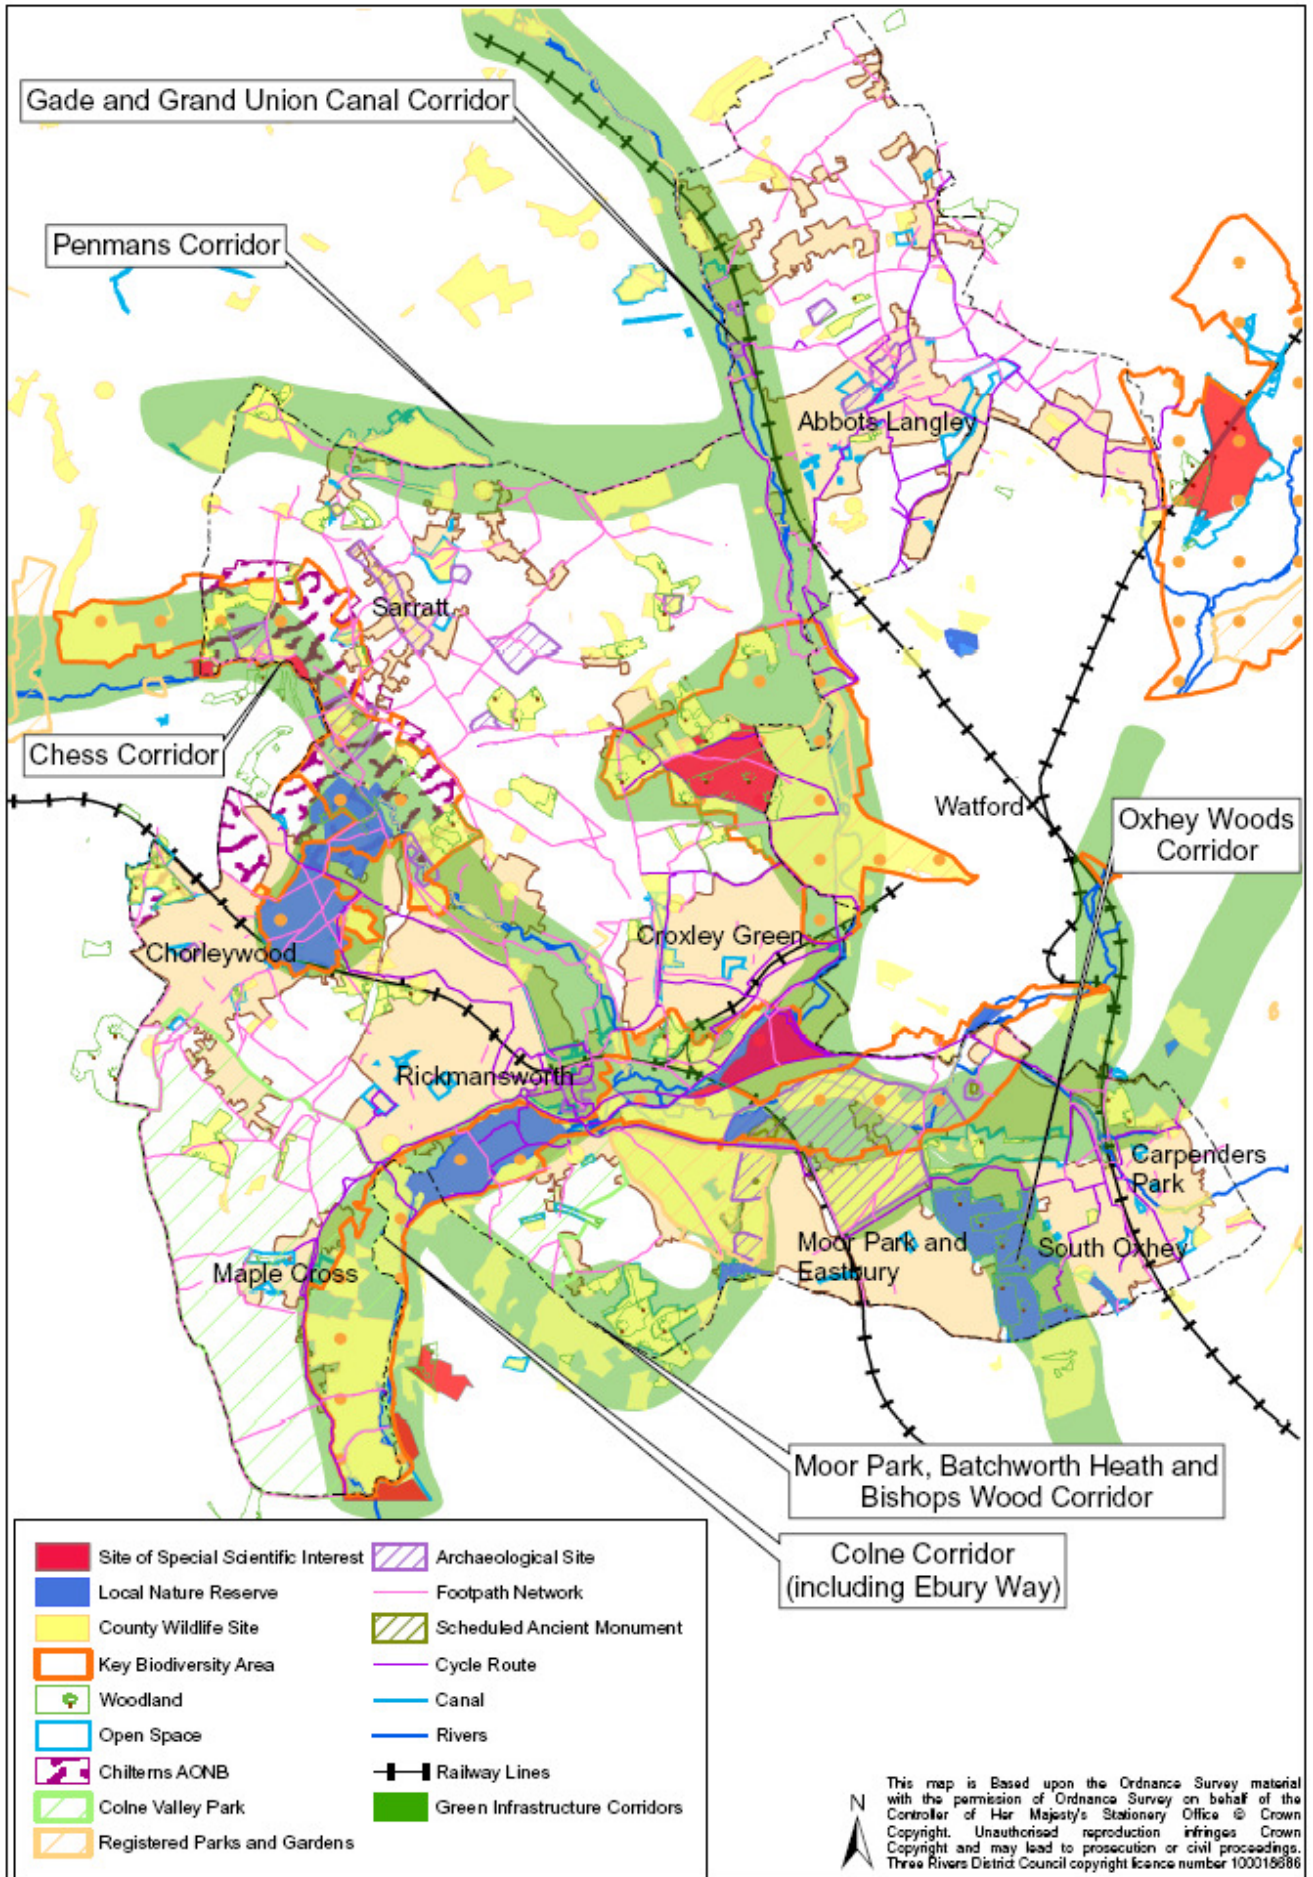 Gade and Grand Union Canal Corridor
Penmans Corridor
Abbots Langley
Sarratt
Chess Corridor
Watford
Oxhey Woods
Corridor
Chorleywood
Croxley Green
Rickmansworth
Carpenders
Park
Moor Park and
Eastbury
South Oxhey
Maple Cross
Moor Park, Batchworth Heath and
Bishops Wood Corridor
Colne Corridor
(including Ebury Way)
Site of Special Scientific Interest
Local Nature Reserve
County Wildlife Site
Key Biodiversity Area
Woodland
Open Space
Chilterns AONB
Colne Valley Park
Registered Parks and Gardens
Archaeological Site
Footpath Network
Scheduled Ancient Monument
Cycle Route
Canal
Rivers
Railway Lines
Green Infrastructure Corridors
N
This map is Based upon the Ordnance Survey material
with the permission of Ordnance Survey on behalf of the
Controller of Her Majesty's Stationery Office © Crown
Copyright. Unauthorised reproduction infringes Crown
Copyright and may lead to prosecution or civil proceedings.
Three Rivers District Council copyright licence number 100018686